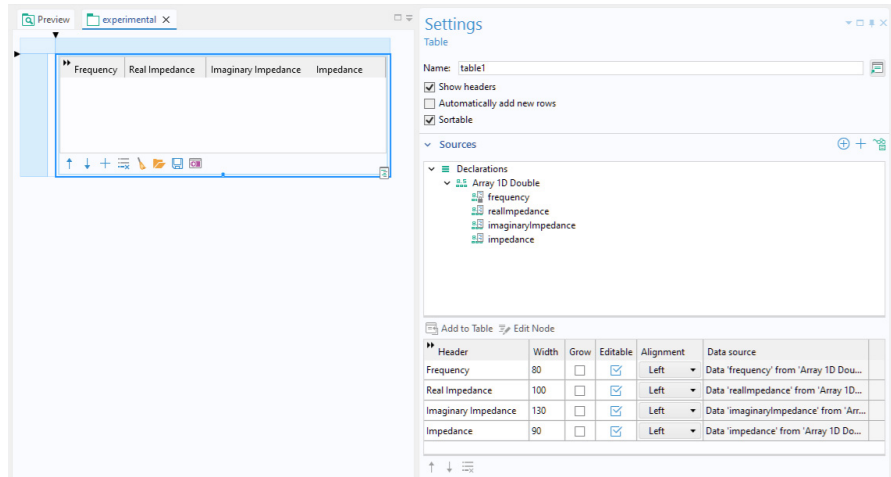 Preview experimental
Frequency Real Impedance Imaginary Impedance Impedance
Settings
Table
Name: table1
Show headers
Automatically add new rows
Sortable
Sources
Declarations
Array 1D Double
frequency
realImpedance
imaginaryImpedance
impedance
Add to Table Edit Node
Header Width Grow Editable Alignment Data source
Frequency 80 Left Data 'frequency' from 'Array 1D Dou...
Real Impedance 100 Left Data 'realImpedance' from 'Array 1D...
Imaginary Impedance 130 Left Data 'imaginaryImpedance' from 'Arr...
Impedance 90 Left Data 'impedance' from 'Array 1D Do...